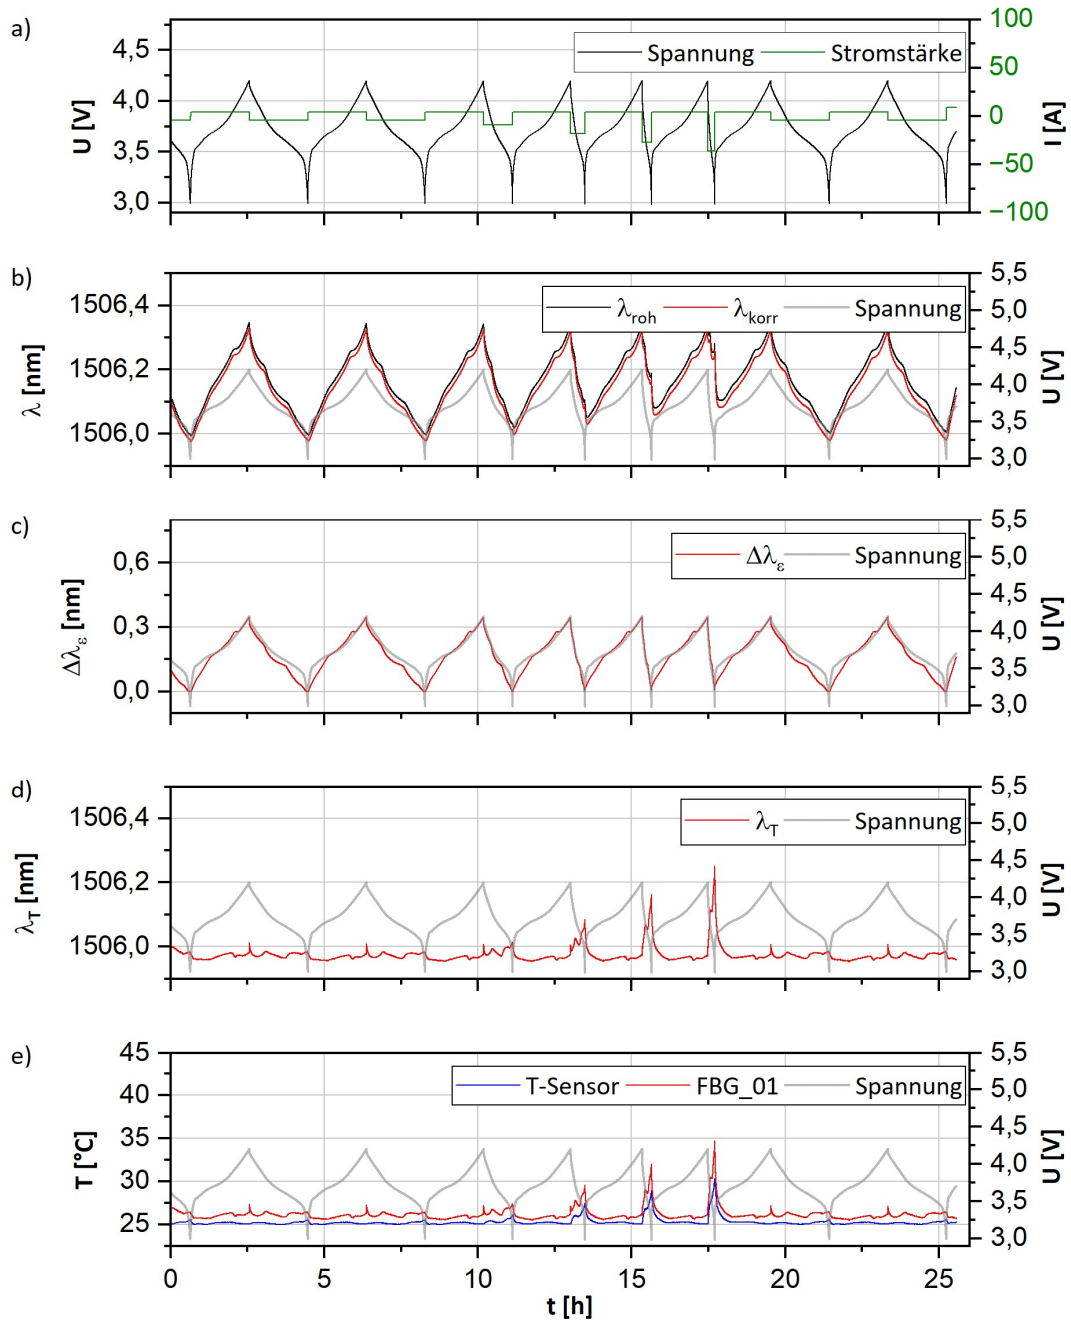 a)
U [V]
4,5
4,0
3,5
3,0
Spannung
Stromstärke
100
50
0
−50
−100
I [A]
b)
λ [nm]
1506,4
1506,2
1506,0
λroh
λkorr
Spannung
5,5
5,0
4,5
4,0
3,5
3,0
U [V]
c)
Δλε [nm]
0,6
0,3
0,0
Δλε
Spannung
5,5
5,0
4,5
4,0
3,5
3,0
U [V]
d)
λT [nm]
1506,4
1506,2
1506,0
λT
Spannung
5,5
5,0
4,5
4,0
3,5
3,0
U [V]
e)
T [°C]
45
40
35
30
25
T-Sensor
FBG_01
Spannung
5,5
5,0
4,5
4,0
3,5
3,0
U [V]
0
5
10
15
20
25
t [h]